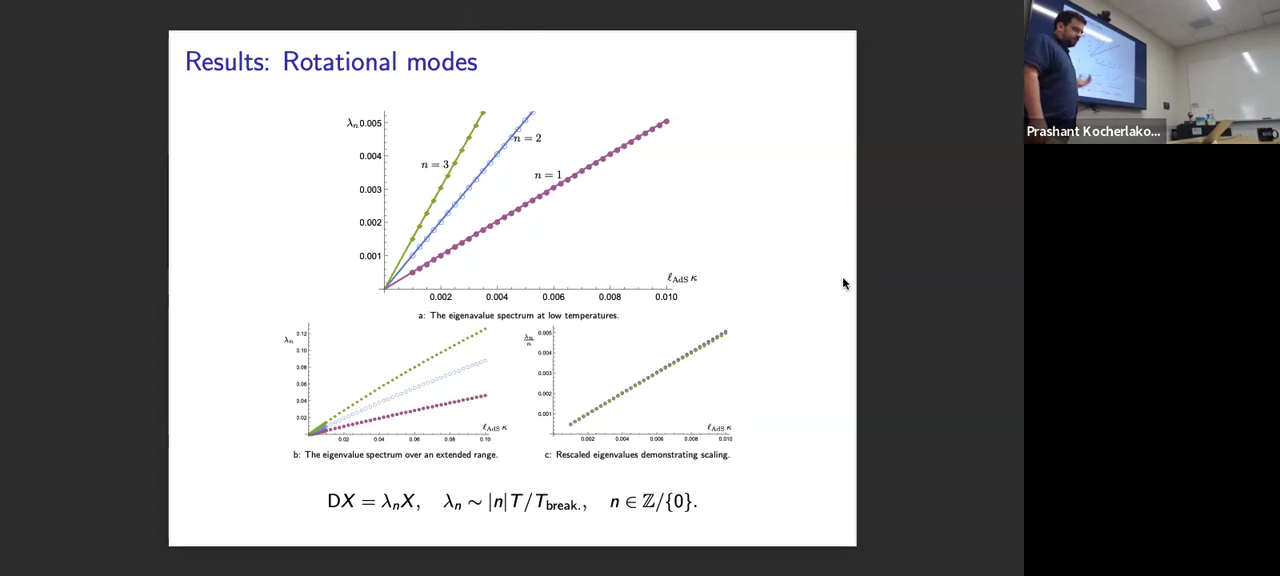 Results: Rotational modes
λn
0.005
0.004
0.003
0.002
0.001
n = 3
n = 2
n = 1
ℓAdS κ
0.002 0.004 0.006 0.008 0.010
a: The eigenavalue spectrum at low temperatures.
λn
0.12
0.10
0.08
0.06
0.04
0.02
ℓAdS κ
0.02 0.04 0.06 0.08 0.10
b: The eigenvalue spectrum over an extended range.
λn/n
0.005
0.004
0.003
0.002
0.001
ℓAdS κ
0.002 0.004 0.006 0.008 0.010
c: Rescaled eigenvalues demonstrating scaling.
DX = λnX, λn ∼ |n|T/Tbreak., n ∈ ℤ/{0}.
Prashant Kocherlako...